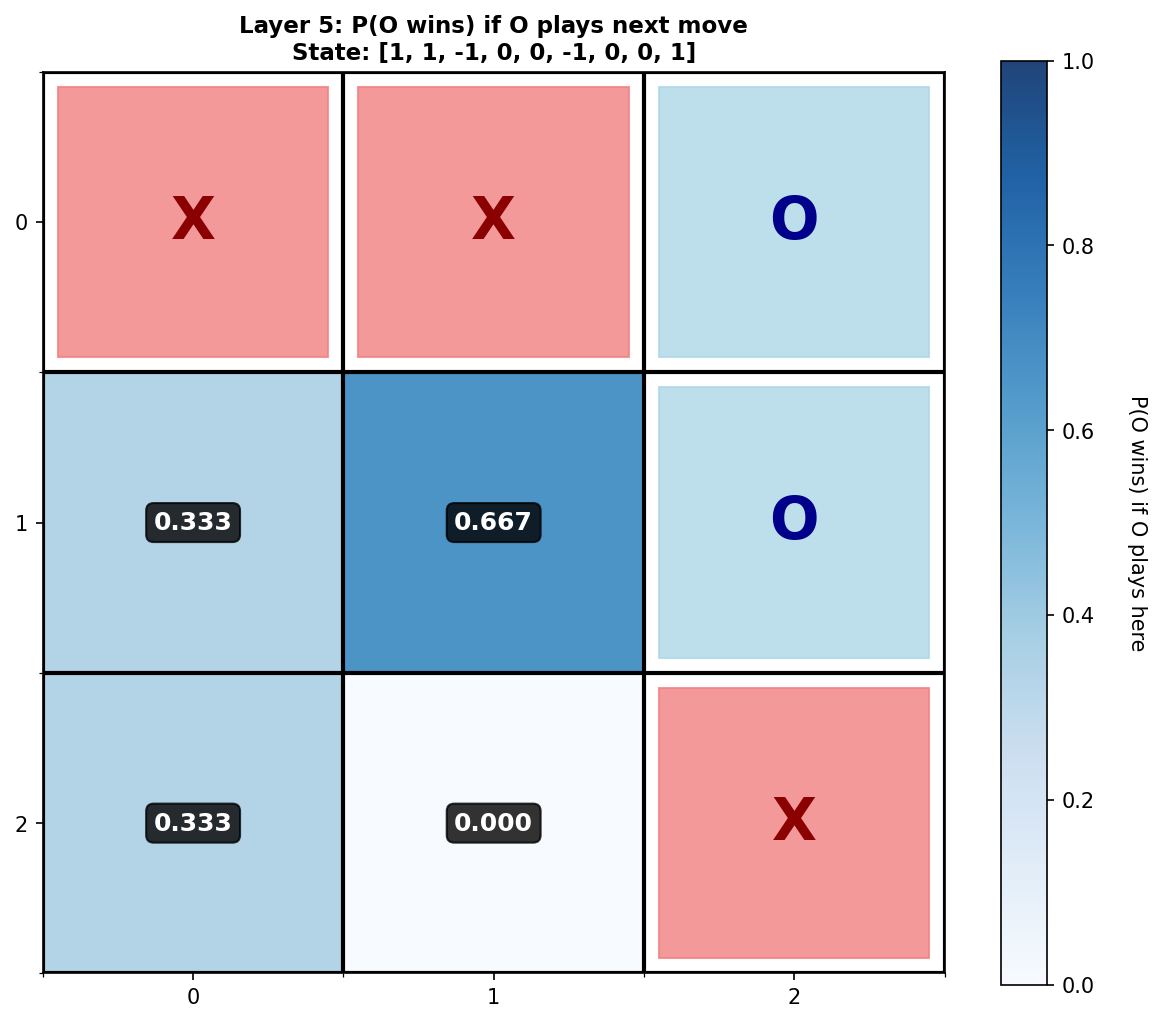 Layer 5: P(O wins) if O plays next move
State: [1, 1, -1, 0, 0, -1, 0, 0, 1]
X X O
0.333 0.667 O
0.333 0.000 X
0
1
2
0 1 2
1.0
0.8
0.6
0.4
0.2
0.0
P(O wins) if O plays here